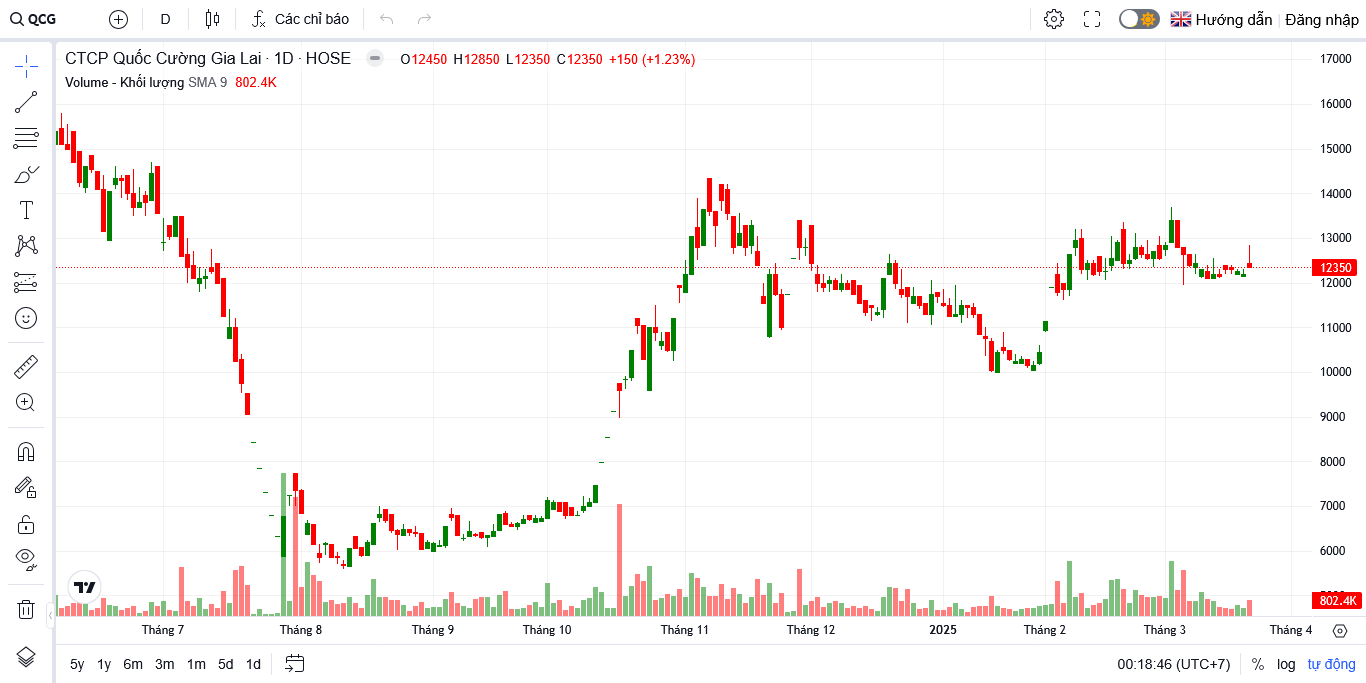 QCG D Các chỉ báo Hướng dẫn Đăng nhập
CTCP Quốc Cường Gia Lai · 1D · HOSE O12450 H12850 L12350 C12350 +150 (+1.23%)
Volume - Khối lượng SMA 9 802.4K
17000
16000
15000
14000
13000
12350
12000
11000
10000
9000
8000
7000
6000
802.4K
Tháng 7 Tháng 8 Tháng 9 Tháng 10 Tháng 11 Tháng 12 2025 Tháng 2 Tháng 3 Tháng 4
5y 1y 6m 3m 1m 5d 1d 00:18:46 (UTC+7) % log tự động